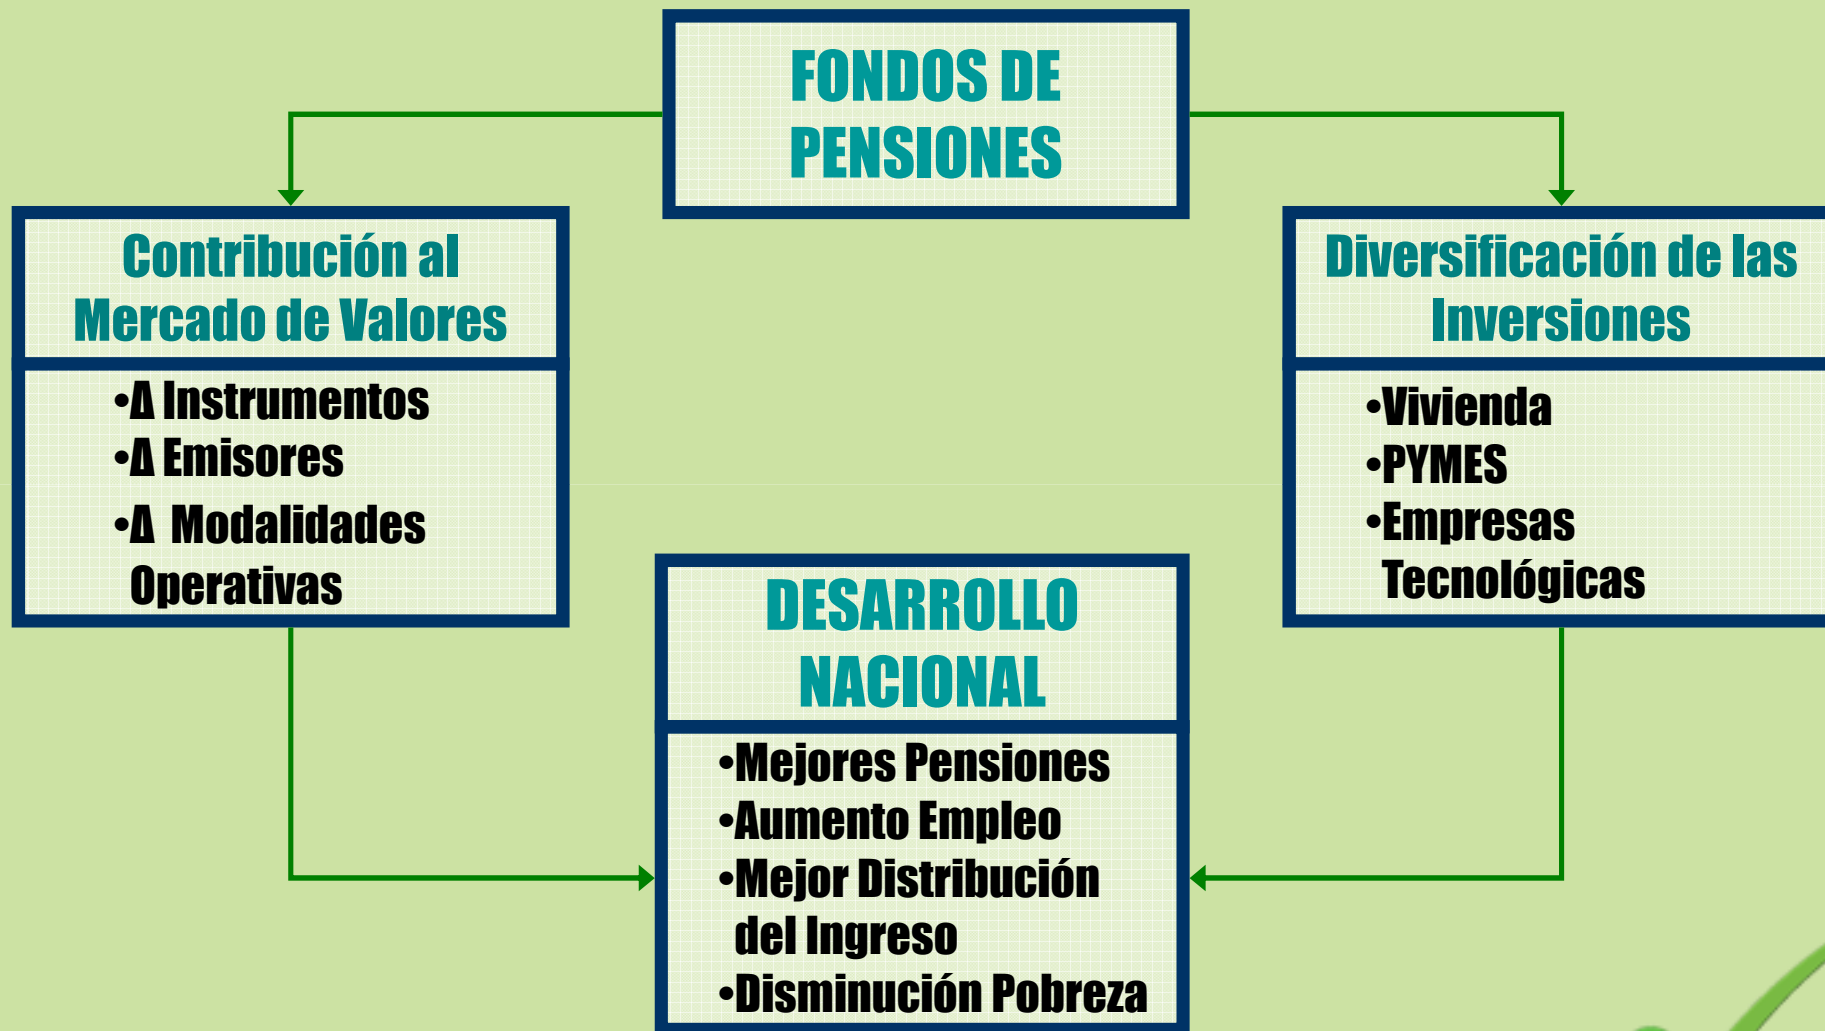 FONDOS DE
PENSIONES
Contribución al
Mercado de Valores
•Δ Instrumentos
•Δ Emisores
•Δ Modalidades
Operativas
Diversificación de las
Inversiones
•Vivienda
•PYMES
•Empresas
Tecnológicas
DESARROLLO
NACIONAL
•Mejores Pensiones
•Aumento Empleo
•Mejor Distribución
del Ingreso
•Disminución Pobreza